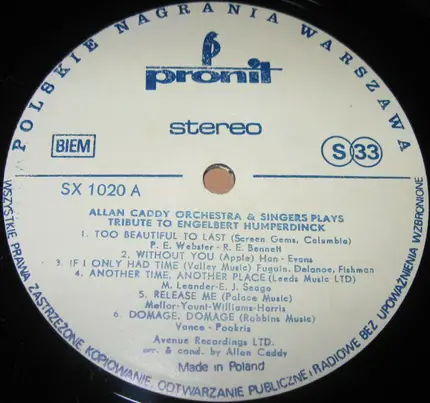 POLSKIE NAGRANIA WARSZAWA
pronit
stereo
BIEM
S 33
SX 1020 A
ALLAN CADDY ORCHESTRA & SINGERS PLAYS
TRIBUTE TO ENGELBERT HUMPERDINCK
1. TOO BEAUTIFUL TO LAST (Screen Gems, Columbia)
P. E. Webster - R. E. Bennett
2. WITHOUT YOU (Apple) Han - Evans
3. IF I ONLY HAD TIME (Valley Music) Fuguin, Delanoe, Fishman
4. ANOTHER TIME, ANOTHER PLACE (Leeds Music LTD)
M. Leander-E. J. Seago
5. RELEASE ME (Palace Music)
Mellor-Yount-Williams-Harris
6. DOMAGE, DOMAGE (Robbins Music)
Vance - Pookris
Avenue Recordings LTD.
arr. & cond. by Allan Caddy
Made in Poland
WSZYSTKIE PRAWA ZASTRZEŻONE KOPIOWANIE ODTWARZANIE PUBLICZNE I RADIOWE BEZ UPOWAŻNIENIA WZBRONIONE